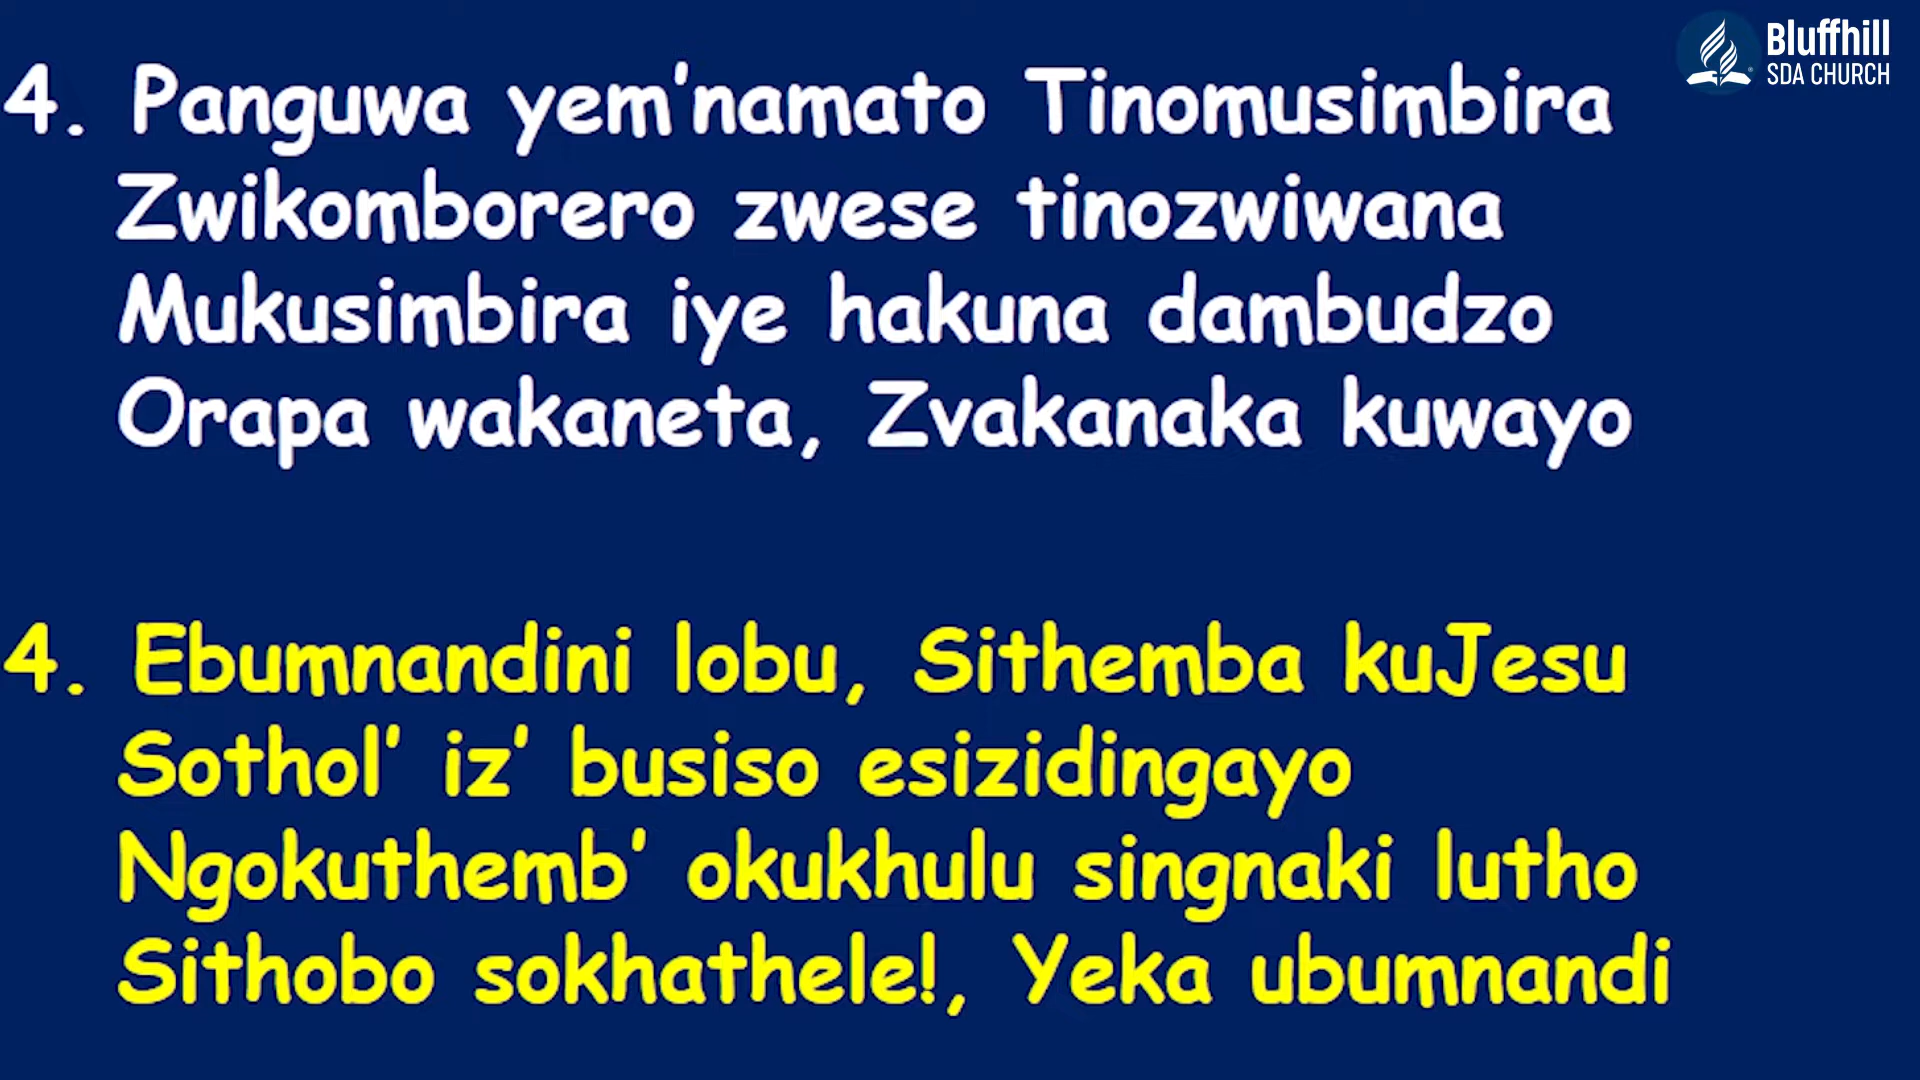 Bluffhill
SDA CHURCH
4. Panguwa yem'namato Tinomusimbira
Zwikomborero zwese tinozwiwana
Mukusimbira iye hakuna dambudzo
Orapa wakaneta, Zvakanaka kuwayo
4. Ebumnandini lobu, Sithemba kuJesu
Sothol' iz' busiso esizidingayo
Ngokuthemb' okukhulu singnaki lutho
Sithobo sokhathele!, Yeka ubumnandi